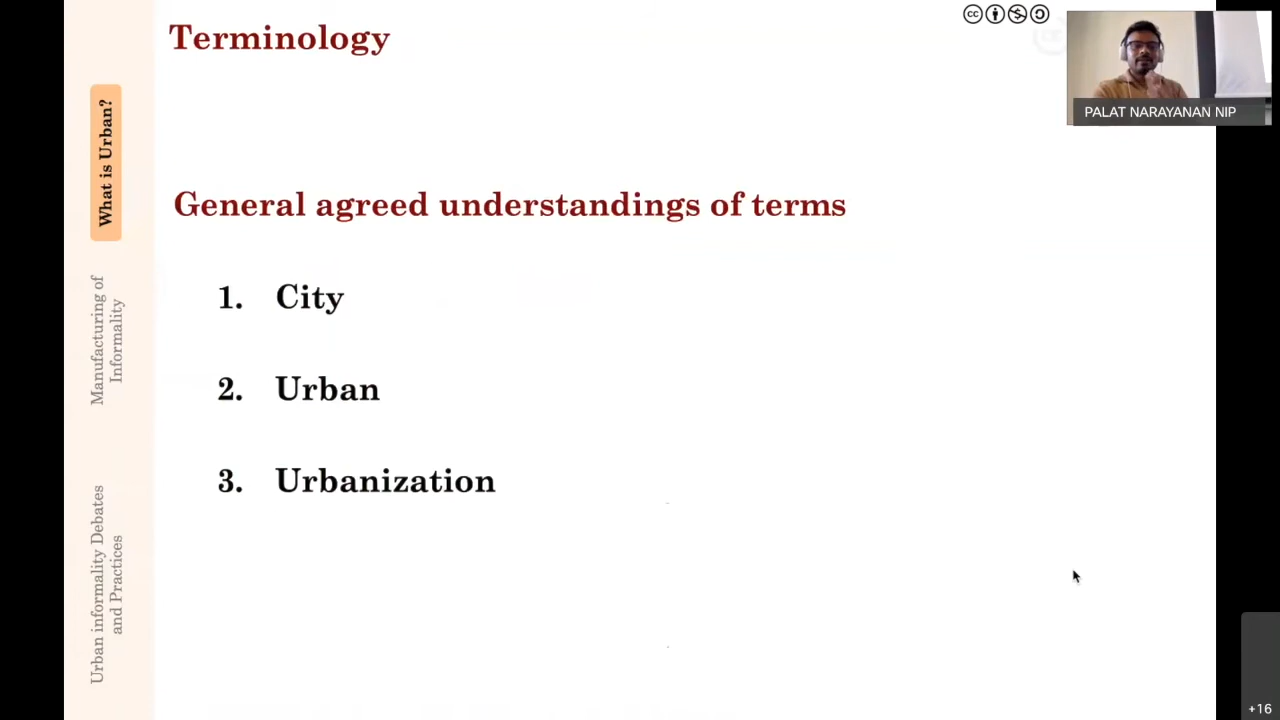 Terminology
PALAT NARAYANAN NIP
What is Urban?
General agreed understandings of terms
1. City
Manufacturing of
Informality
2. Urban
3. Urbanization
Urban informality Debates
and Practices
+16